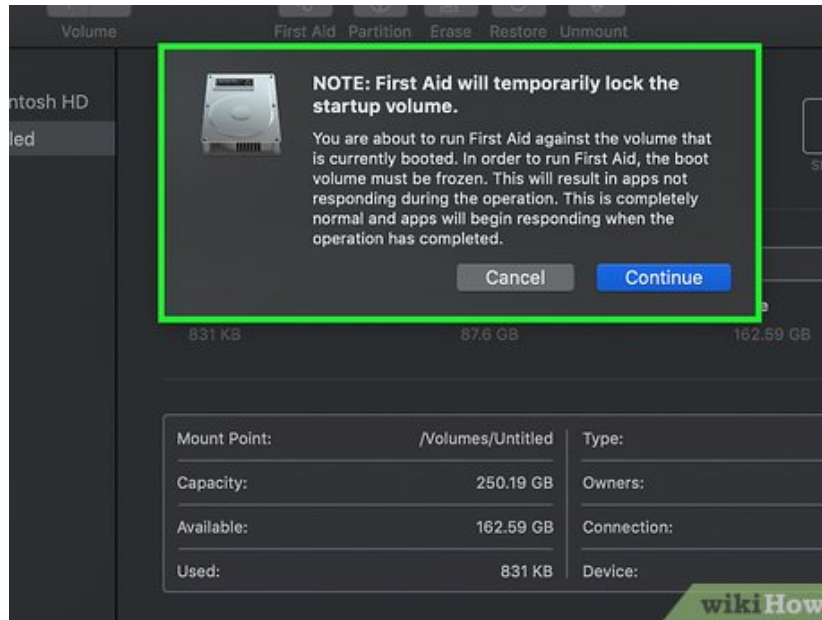 Volume First Aid Partition Erase Restore Unmount
NOTE: First Aid will temporarily lock the
startup volume.
ntosh HD
led
You are about to run First Aid against the volume that
is currently booted. In order to run First Aid, the boot
volume must be frozen. This will result in apps not
responding during the operation. This is completely
normal and apps will begin responding when the
operation has completed.
Cancel Continue
831 KB 87.6 GB 162.59 GB
Mount Point: /Volumes/Untitled Type:
Capacity: 250.19 GB Owners:
Available: 162.59 GB Connection:
Used: 831 KB Device:
wikiHow